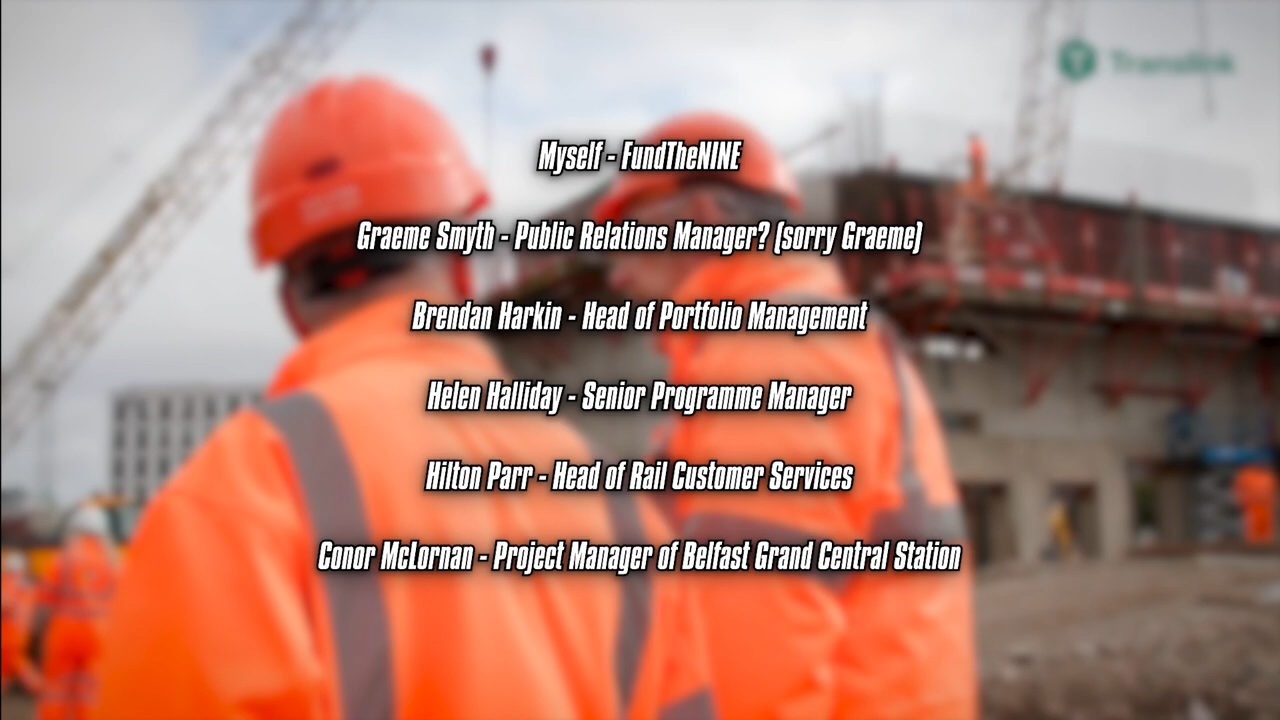 Translink
Myself - FundTheNINE
Graeme Smyth - Public Relations Manager? (sorry Graeme)
Brendan Harkin - Head of Portfolio Management
Helen Halliday - Senior Programme Manager
Hilton Parr - Head of Rail Customer Services
Conor McLornan - Project Manager of Belfast Grand Central Station